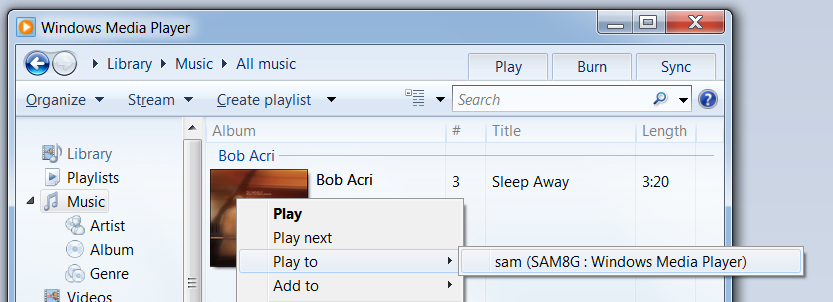 Windows Media Player
Library Music All music
Play Burn Sync
Organize Stream Create playlist Search
Album # Title Length
Bob Acri
Library
Bob Acri 3 Sleep Away 3:20
Playlists
Music
Play
Artist
Play next
Album
Play to sam (SAM8G : Windows Media Player)
Genre
Add to
Videos